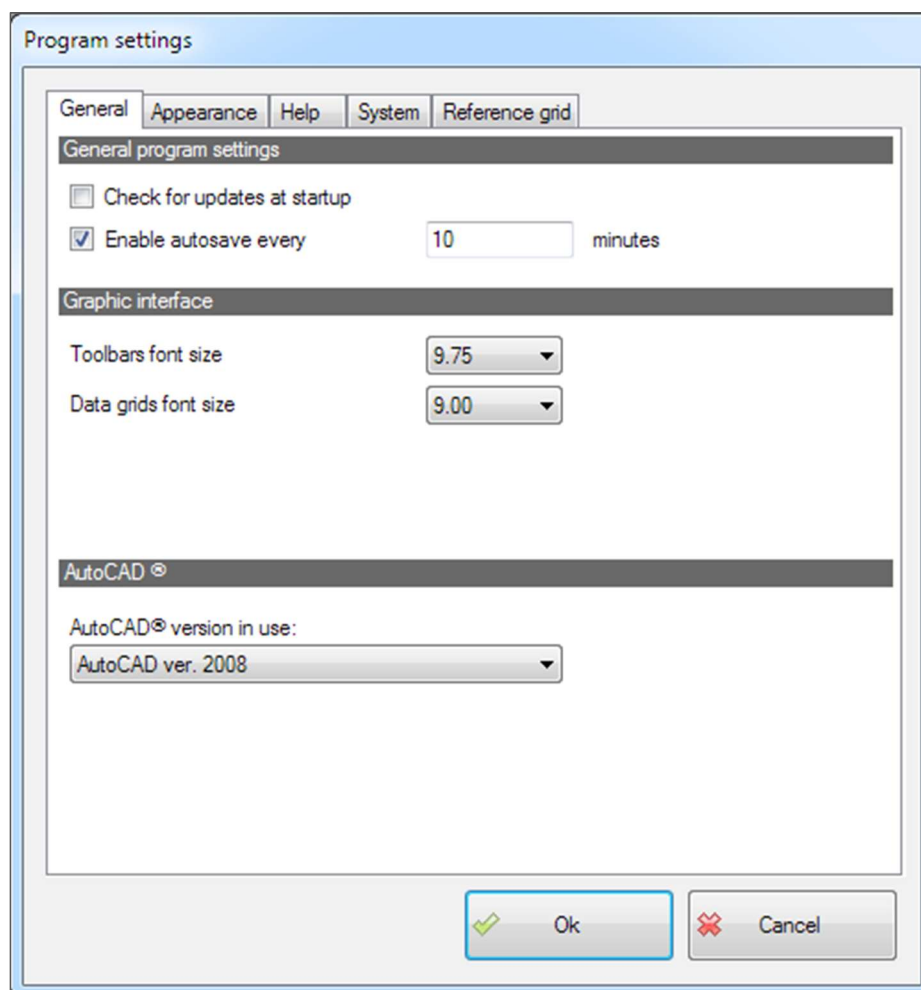 Program settings
General Appearance Help System Reference grid
General program settings
Check for updates at startup
Enable autosave every 10 minutes
Graphic interface
Toolbars font size 9.75
Data grids font size 9.00
AutoCAD ®
AutoCAD® version in use:
AutoCAD ver. 2008
Ok Cancel